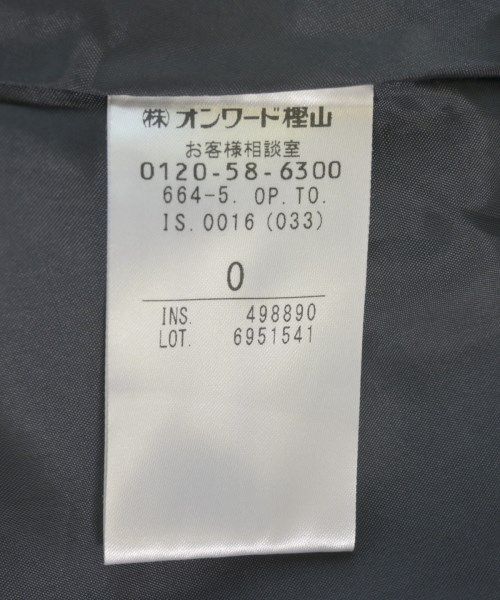 ㈱オンワード樫山
お客様相談室
0120-58-6300
664-5. OP.TO.
IS.0016(033)
0
INS. 498890
LOT. 6951541